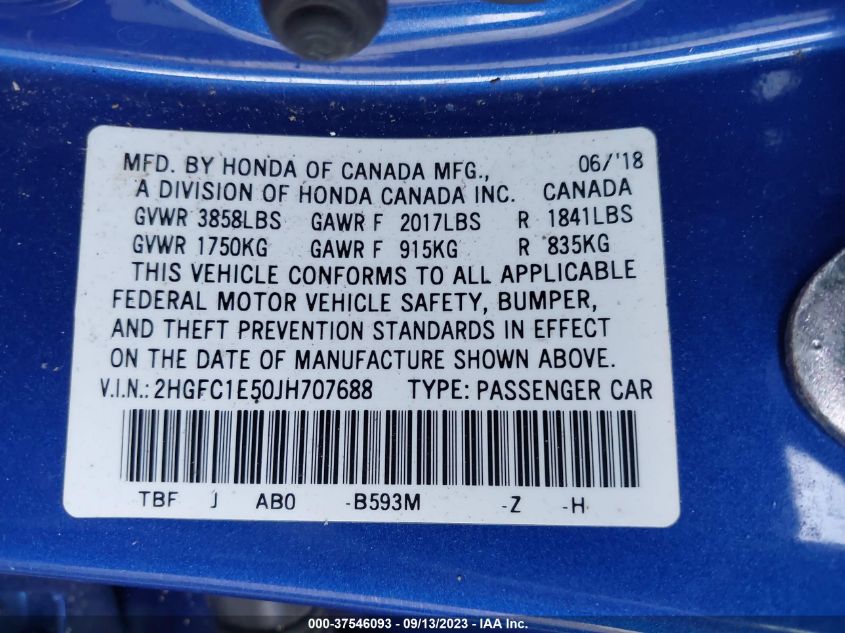 MFD. BY HONDA OF CANADA MFG., 06/'18
A DIVISION OF HONDA CANADA INC. CANADA
GVWR 3858LBS GAWR F 2017LBS R 1841LBS
GVWR 1750KG GAWR F 915KG R 835KG
THIS VEHICLE CONFORMS TO ALL APPLICABLE
FEDERAL MOTOR VEHICLE SAFETY, BUMPER,
AND THEFT PREVENTION STANDARDS IN EFFECT
ON THE DATE OF MANUFACTURE SHOWN ABOVE.
V.I.N.: 2HGFC1E50JH707688 TYPE: PASSENGER CAR
TBF J AB0 -B593M -Z -H
000-37546093 - 09/13/2023 - IAA Inc.